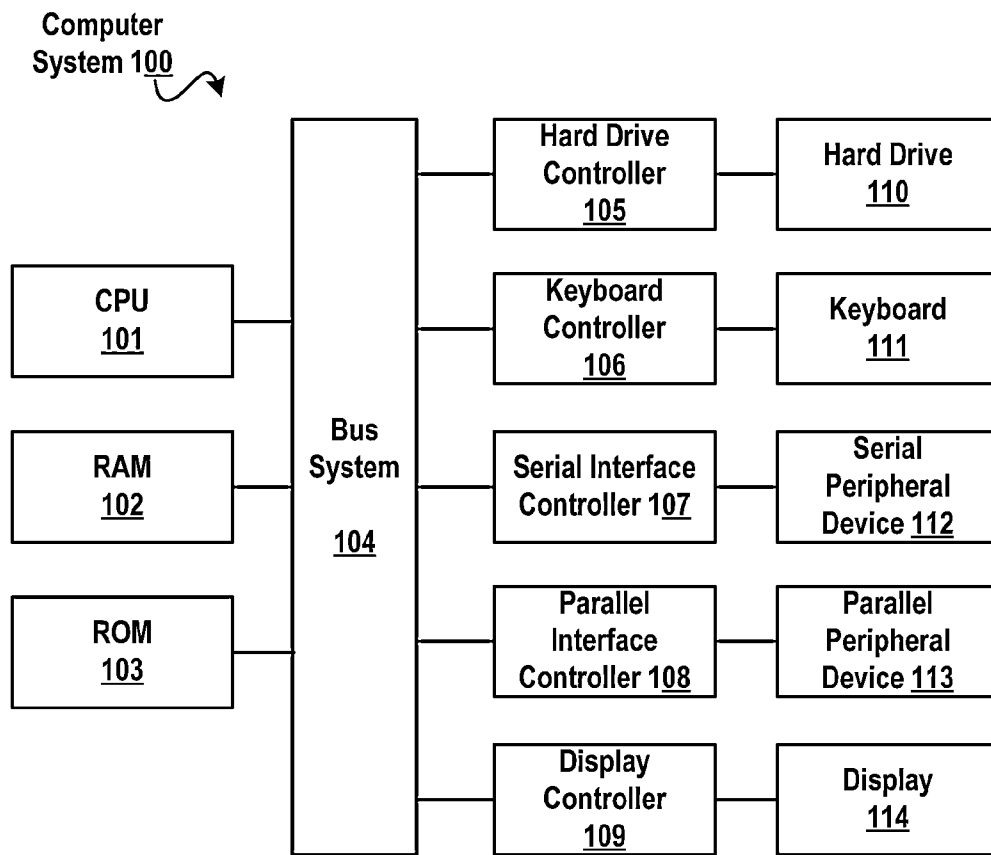 Computer
System 100
CPU
101
RAM
102
ROM
103
Bus
System
104
Hard Drive
Controller
105
Hard Drive
110
Keyboard
Controller
106
Keyboard
111
Serial Interface
Controller 107
Serial
Peripheral
Device 112
Parallel
Interface
Controller 108
Parallel
Peripheral
Device 113
Display
Controller
109
Display
114